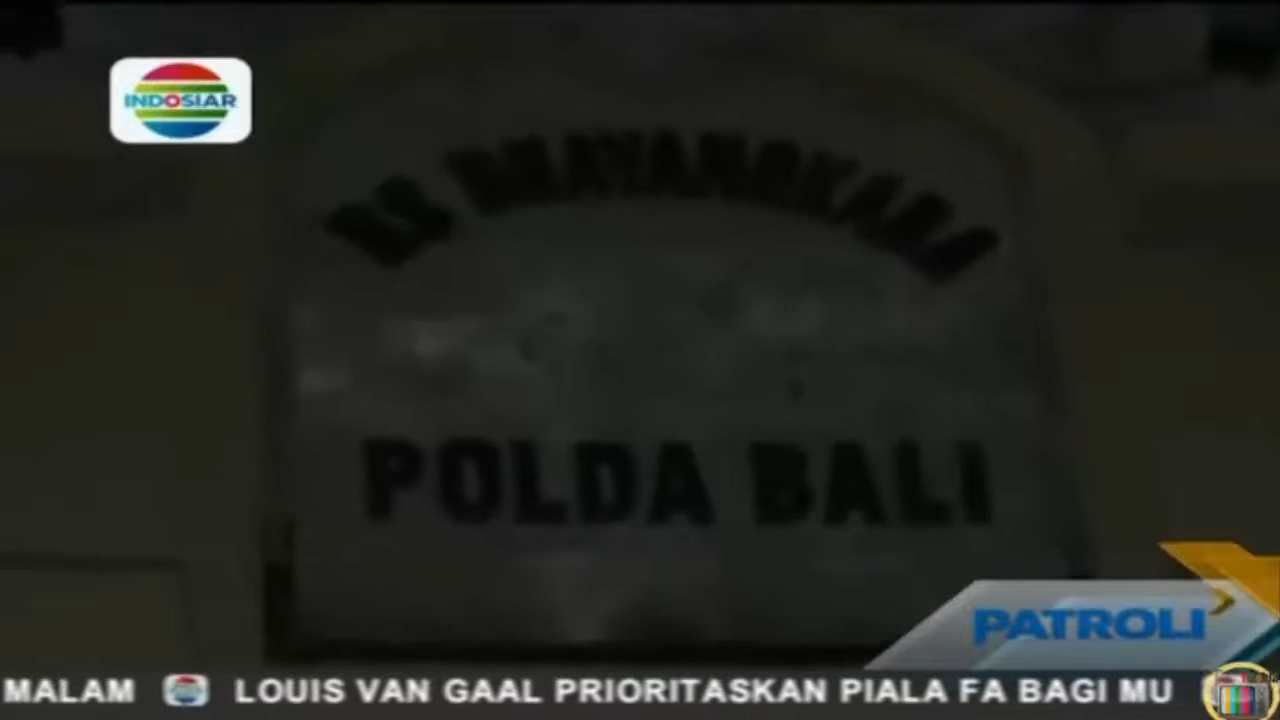 INDOSIAR
RS BHAYANGKARA
POLDA BALI
PATROLI
MALAM
LOUIS VAN GAAL PRIORITASKAN PIALA FA BAGI MU